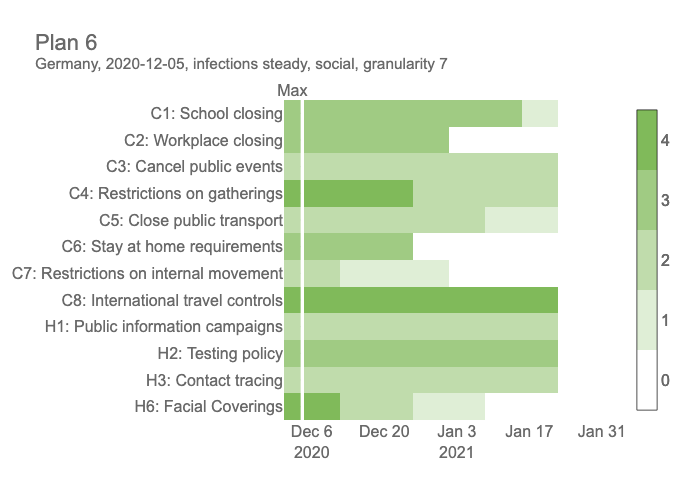 Plan 6
Germany, 2020-12-05, infections steady, social, granularity 7
Max
C1: School closing
C2: Workplace closing
C3: Cancel public events
C4: Restrictions on gatherings
C5: Close public transport
C6: Stay at home requirements
C7: Restrictions on internal movement
C8: International travel controls
H1: Public information campaigns
H2: Testing policy
H3: Contact tracing
H6: Facial Coverings
4
3
2
1
0
Dec 6 Dec 20 Jan 3 Jan 17 Jan 31
2020 2021